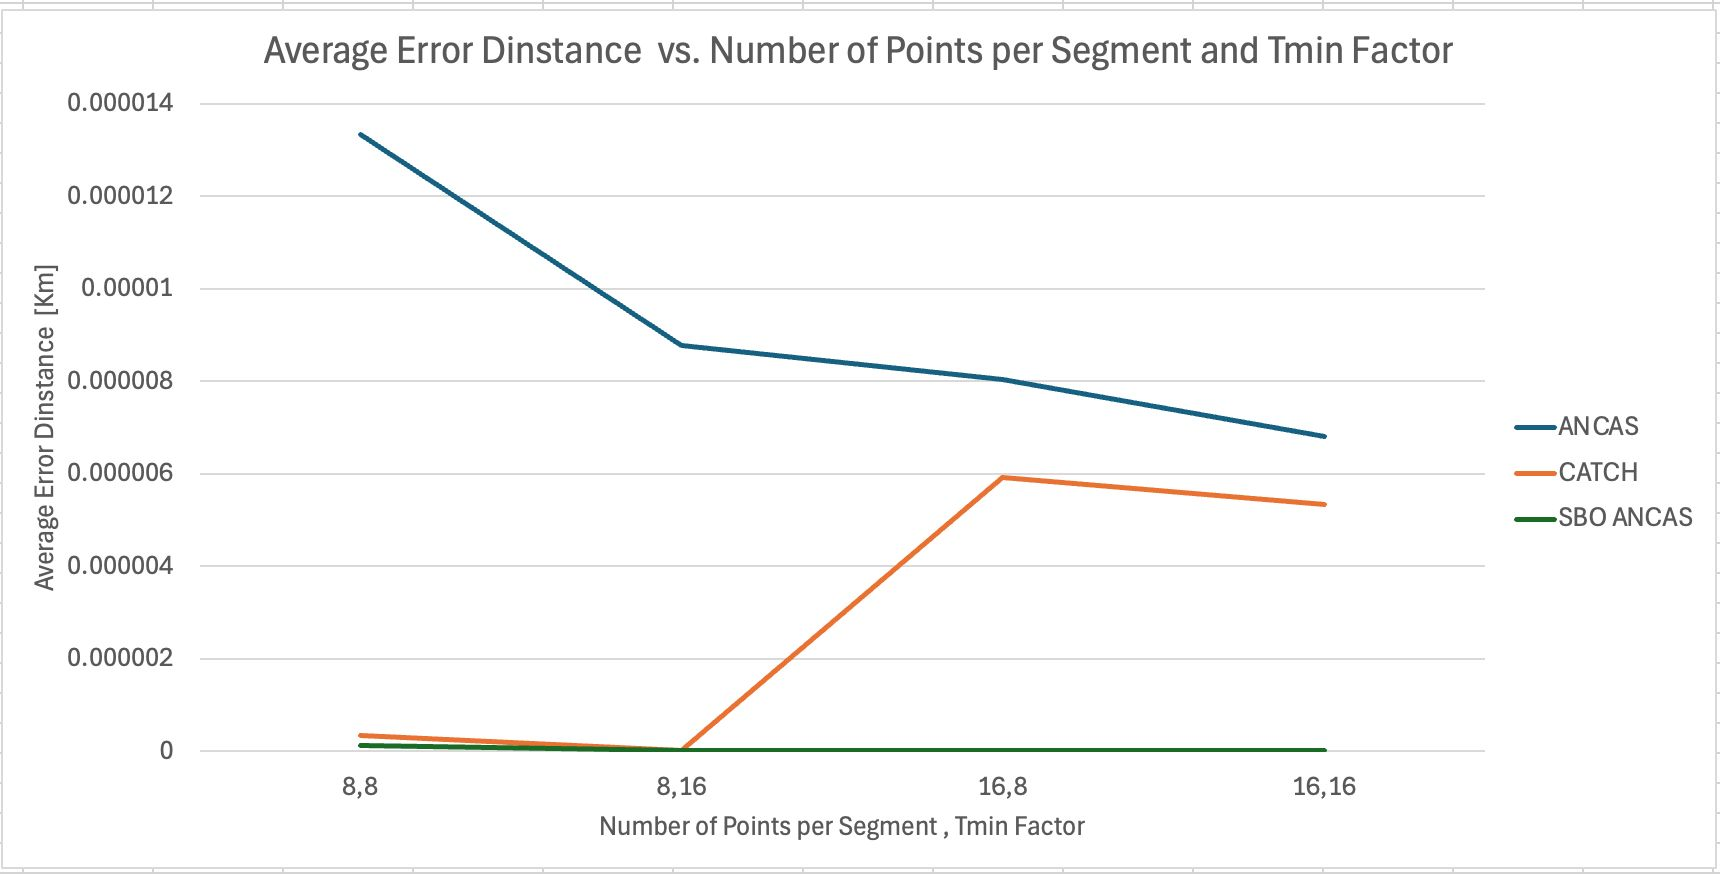 Average Error Dinstance  vs. Number of Points per Segment and Tmin Factor
0.000014
0.000012
0.00001
0.000008
0.000006
0.000004
0.000002
0
Average Error Dinstance [Km]
8,8
8,16
16,8
16,16
Number of Points per Segment , Tmin Factor
ANCAS
CATCH
SBO ANCAS